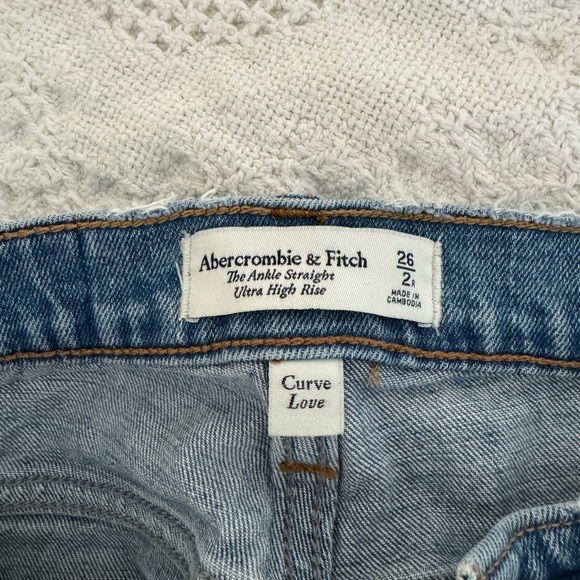 Abercrombie & Fitch
The Ankle Straight
Ultra High Rise
26
2R
MADE IN
CAMBODIA
Curve
Love